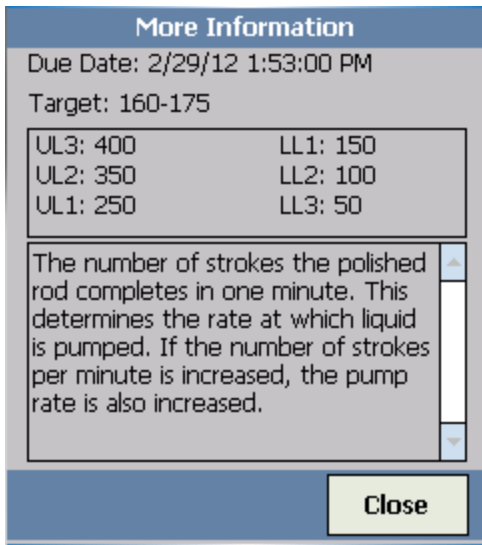 More Information
Due Date: 2/29/12 1:53:00 PM
Target: 160-175
UL3: 400 LL1: 150
UL2: 350 LL2: 100
UL1: 250 LL3: 50
The number of strokes the polished
rod completes in one minute. This
determines the rate at which liquid
is pumped. If the number of strokes
per minute is increased, the pump
rate is also increased.
Close